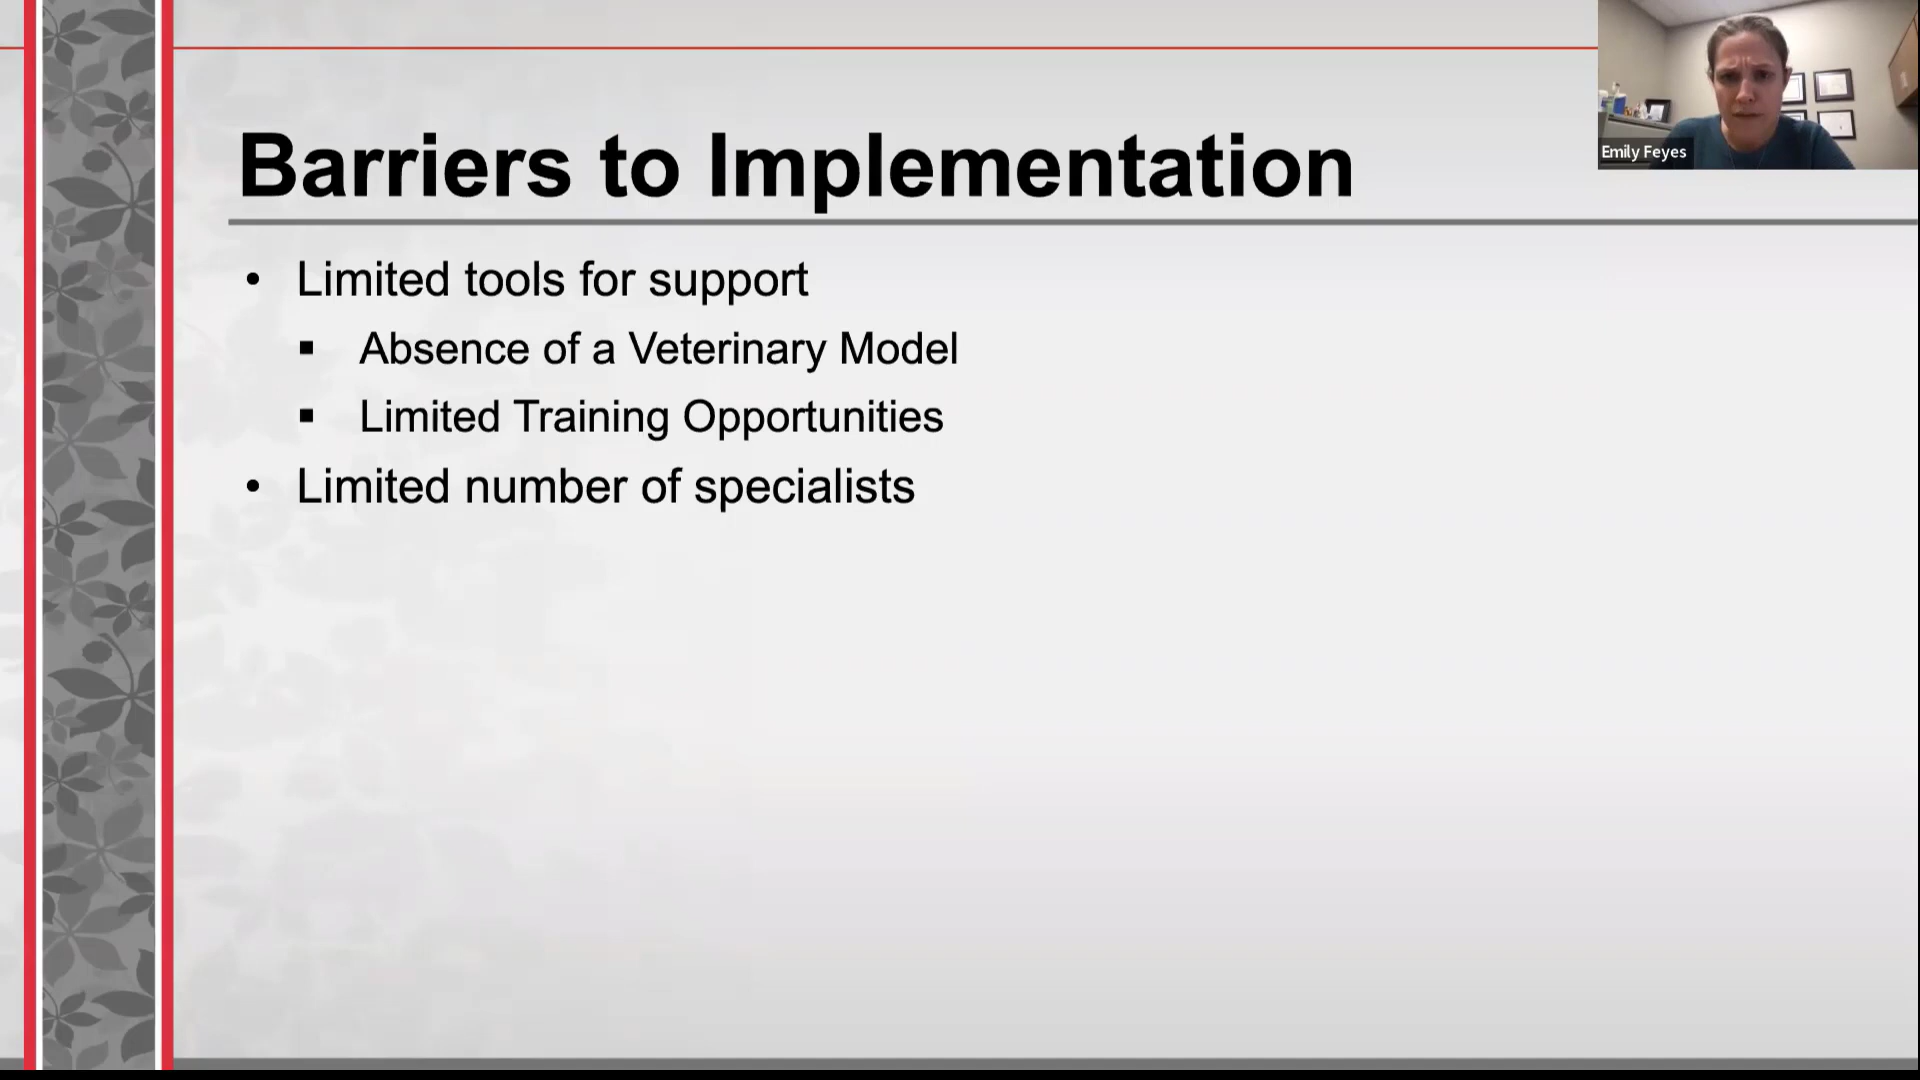 Barriers to Implementation
Emily Feyes
• Limited tools for support
▪ Absence of a Veterinary Model
▪ Limited Training Opportunities
• Limited number of specialists